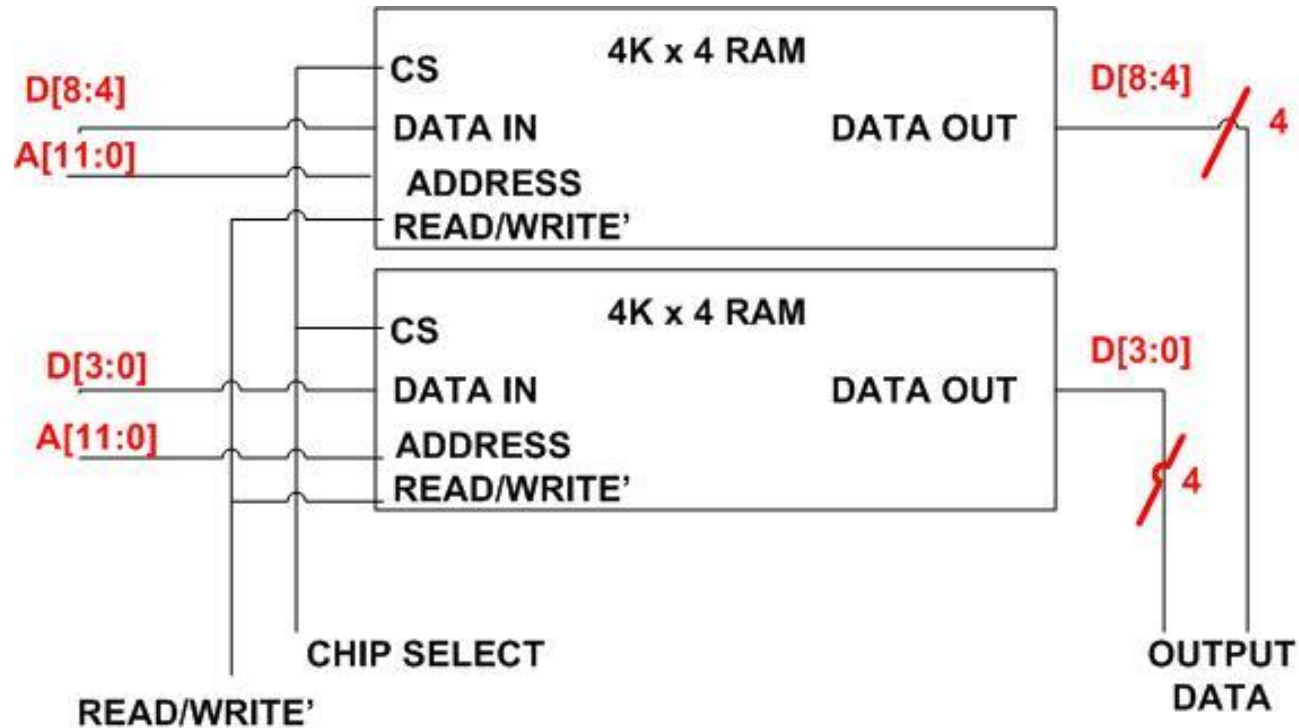 4K x 4 RAM
CS
D[8:4]
DATA IN
DATA OUT
D[8:4]
4
A[11:0]
ADDRESS
READ/WRITE’
4K x 4 RAM
CS
D[3:0]
DATA IN
DATA OUT
D[3:0]
A[11:0]
ADDRESS
READ/WRITE’
4
CHIP SELECT
READ/WRITE’
OUTPUT
DATA